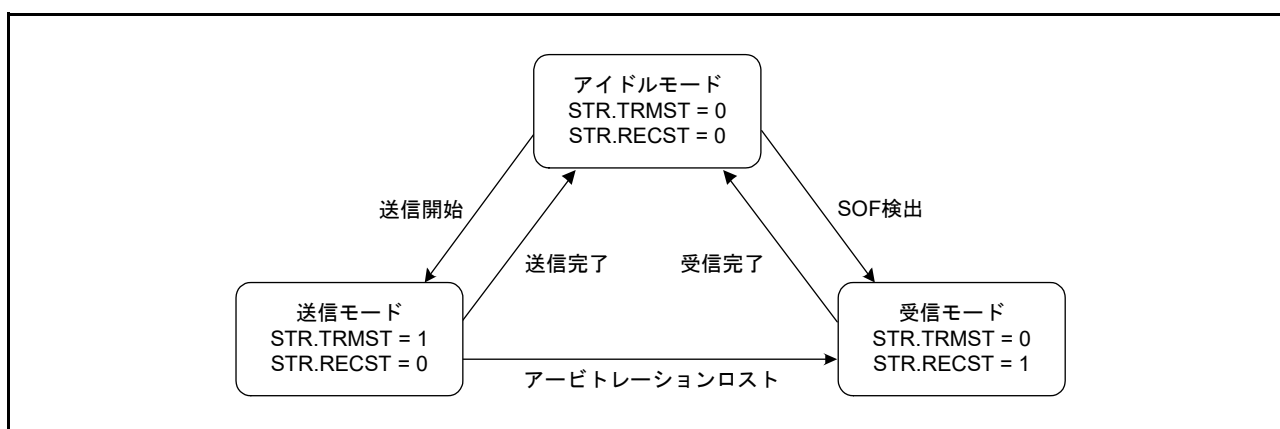 アイドルモード
STR.TRMST = 0
STR.RECST = 0
送信開始
SOF検出
送信完了
受信完了
送信モード
STR.TRMST = 1
STR.RECST = 0
受信モード
STR.TRMST = 0
STR.RECST = 1
アービトレーションロスト